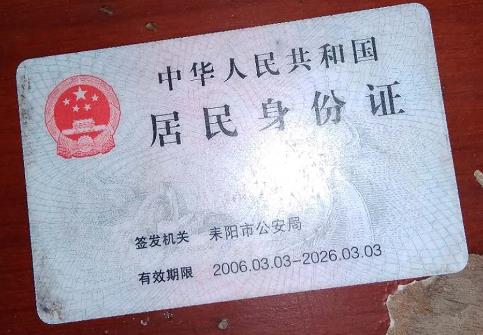 中华人民共和国
居民身份证
签发机关 耒阳市公安局
有效期限 2006.03.03-2026.03.03